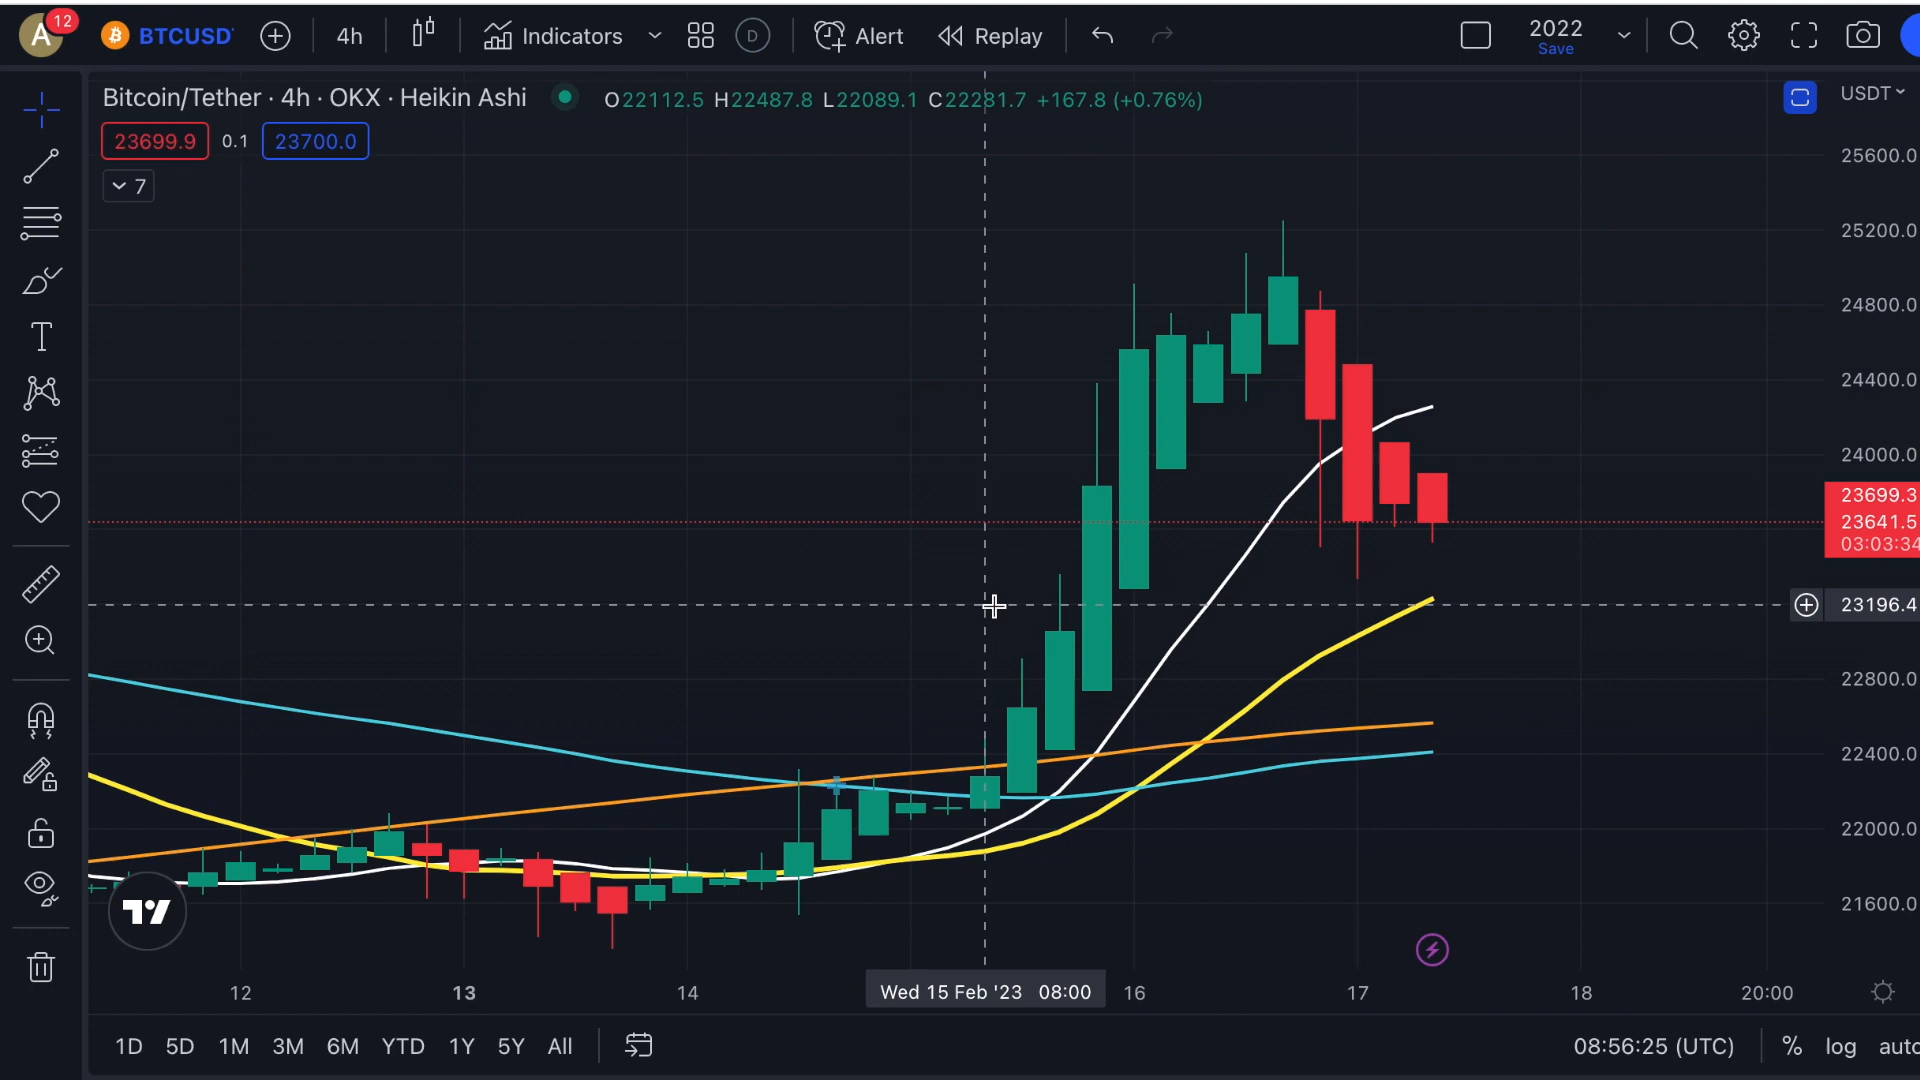 A 12 BTCUSD 4h Indicators D Alert Replay 2022
Save
Bitcoin/Tether · 4h · OKX · Heikin Ashi O22112.5 H22487.8 L22089.1 C22281.7 +167.8 (+0.76%) USDT
23699.9 0.1 23700.0
7
25600.0
25200.0
24800.0
24400.0
24000.0
23699.3
23641.5
03:03:34
23196.4
22800.0
22400.0
22000.0
21600.0
12 13 14 Wed 15 Feb '23 08:00 16 17 18 20:00
1D 5D 1M 3M 6M YTD 1Y 5Y All 08:56:25 (UTC) % log auto